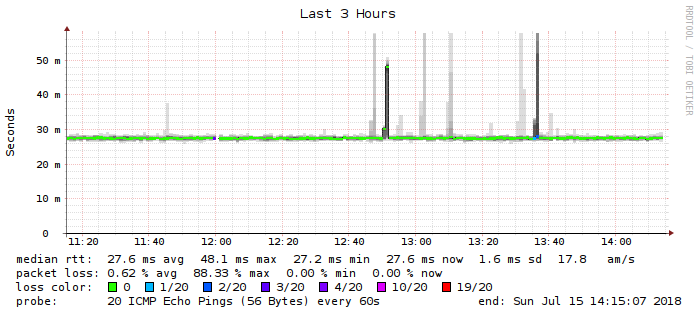 Last 3 Hours
RRDTOOL / TOBI OETIKER
Seconds
50 m
40 m
30 m
20 m
10 m
0
11:20 11:40 12:00 12:20 12:40 13:00 13:20 13:40 14:00
median rtt: 27.6 ms avg 48.1 ms max 27.2 ms min 27.6 ms now 1.6 ms sd 17.8 am/s
packet loss: 0.62 % avg 88.33 % max 0.00 % min 0.00 % now
loss color: 0 1/20 2/20 3/20 4/20 10/20 19/20
probe: 20 ICMP Echo Pings (56 Bytes) every 60s end: Sun Jul 15 14:15:07 2018